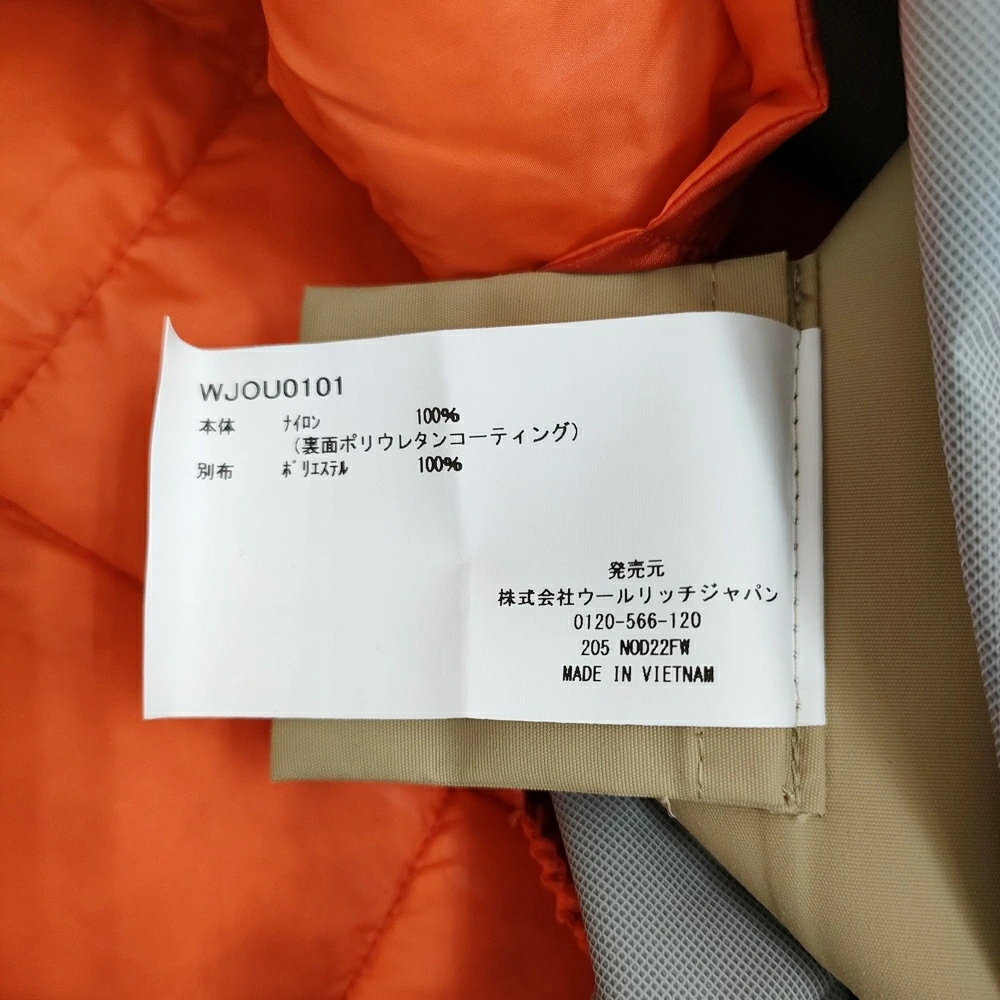 WJOU0101
本体 ナイロン 100%
（裏面ポリウレタンコーティング）
別布 ポリエステル 100%
発売元
株式会社ウールリッチジャパン
0120-566-120
205 NOD22FW
MADE IN VIETNAM